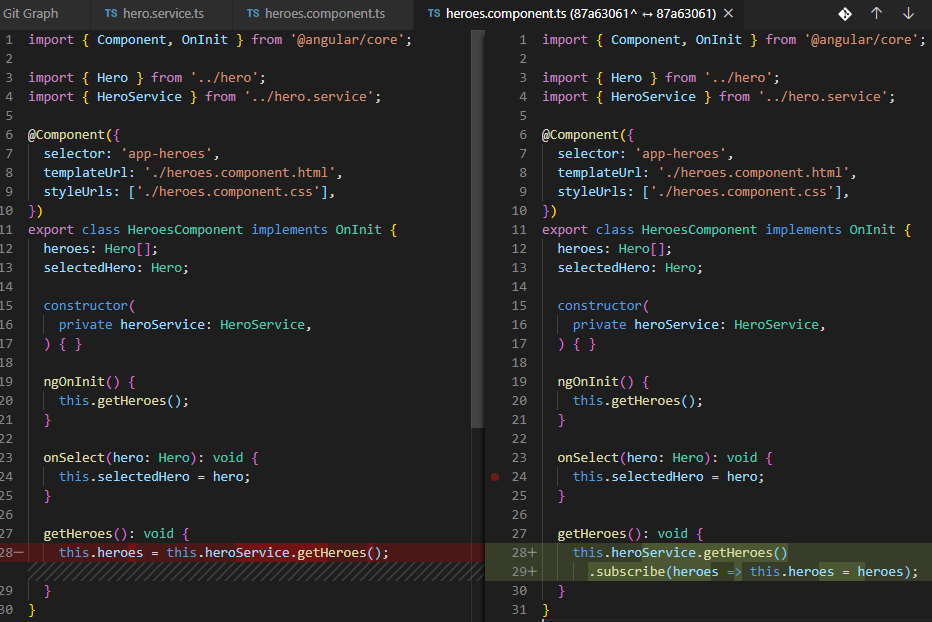 Git Graph
TS hero.service.ts
TS heroes.component.ts
TS heroes.component.ts (87a63061^ ↔ 87a63061) ✕
1 import { Component, OnInit } from '@angular/core';
2
3 import { Hero } from '../hero';
4 import { HeroService } from '../hero.service';
5
6 @Component({
7   selector: 'app-heroes',
8   templateUrl: './heroes.component.html',
9   styleUrls: ['./heroes.component.css'],
10 })
11 export class HeroesComponent implements OnInit {
12   heroes: Hero[];
13   selectedHero: Hero;
14
15   constructor(
16     private heroService: HeroService,
17   ) { }
18
19   ngOnInit() {
20     this.getHeroes();
21   }
22
23   onSelect(hero: Hero): void {
24     this.selectedHero = hero;
25   }
26
27   getHeroes(): void {
28−     this.heroes = this.heroService.getHeroes();
29   }
30 }
1 import { Component, OnInit } from '@angular/core';
2
3 import { Hero } from '../hero';
4 import { HeroService } from '../hero.service';
5
6 @Component({
7   selector: 'app-heroes',
8   templateUrl: './heroes.component.html',
9   styleUrls: ['./heroes.component.css'],
10 })
11 export class HeroesComponent implements OnInit {
12   heroes: Hero[];
13   selectedHero: Hero;
14
15   constructor(
16     private heroService: HeroService,
17   ) { }
18
19   ngOnInit() {
20     this.getHeroes();
21   }
22
23   onSelect(hero: Hero): void {
24     this.selectedHero = hero;
25   }
26
27   getHeroes(): void {
28+     this.heroService.getHeroes()
29+       .subscribe(heroes => this.heroes = heroes);
30   }
31 }